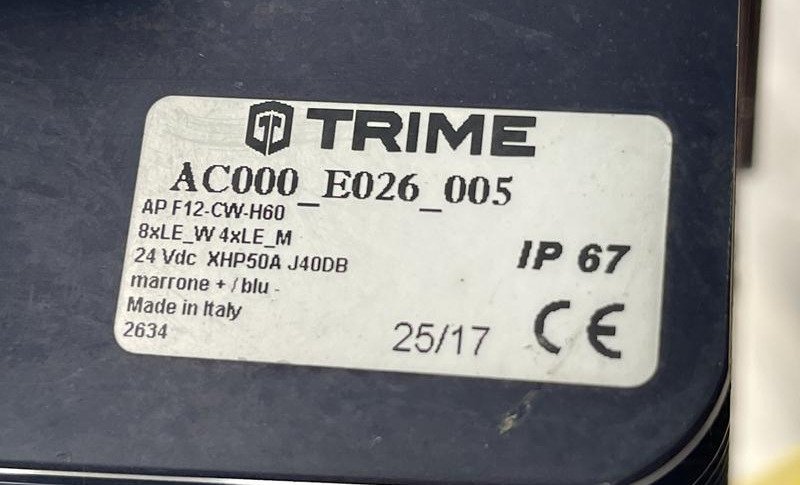 TRIME
AC000_E026_005
AP F12-CW-H60
8xLE_W 4xLE_M
24 Vdc XHP50A J40DB
IP 67
marrone + / blu -
Made in Italy
2634
25/17
CE